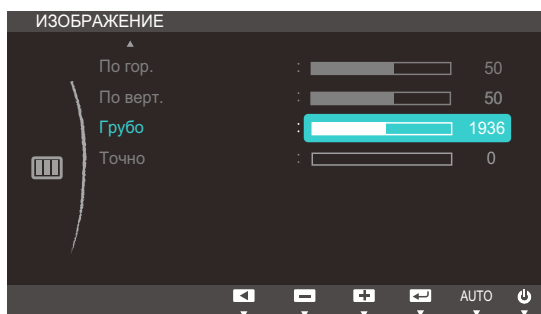 ИЗОБРАЖЕНИЕ
По гор. : 50
По верт. : 50
Грубо : 1936
Точно : 0
AUTO